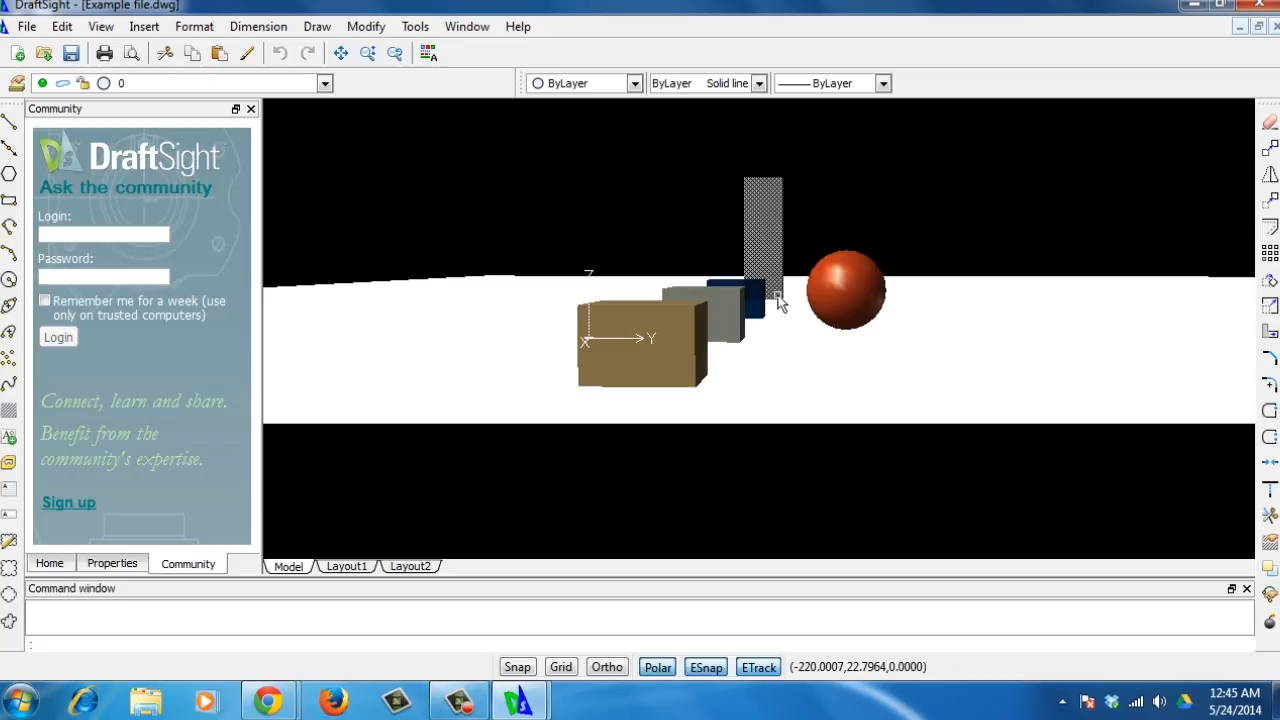 DraftSight - [Example file.dwg]
File Edit View Insert Format Dimension Draw Modify Tools Window Help
0 ByLayer ByLayer Solid line ByLayer
Community
DraftSight
Ask the community
Login:
Password:
Remember me for a week (use
only on trusted computers)
Login
Connect, learn and share.
Benefit from the
community's expertise.
Sign up
Z
X Y
Home Properties Community
Model Layout1 Layout2
Command window
:
Snap Grid Ortho Polar ESnap ETrack (-220.0007,22.7964,0.0000)
12:45 AM
5/24/2014